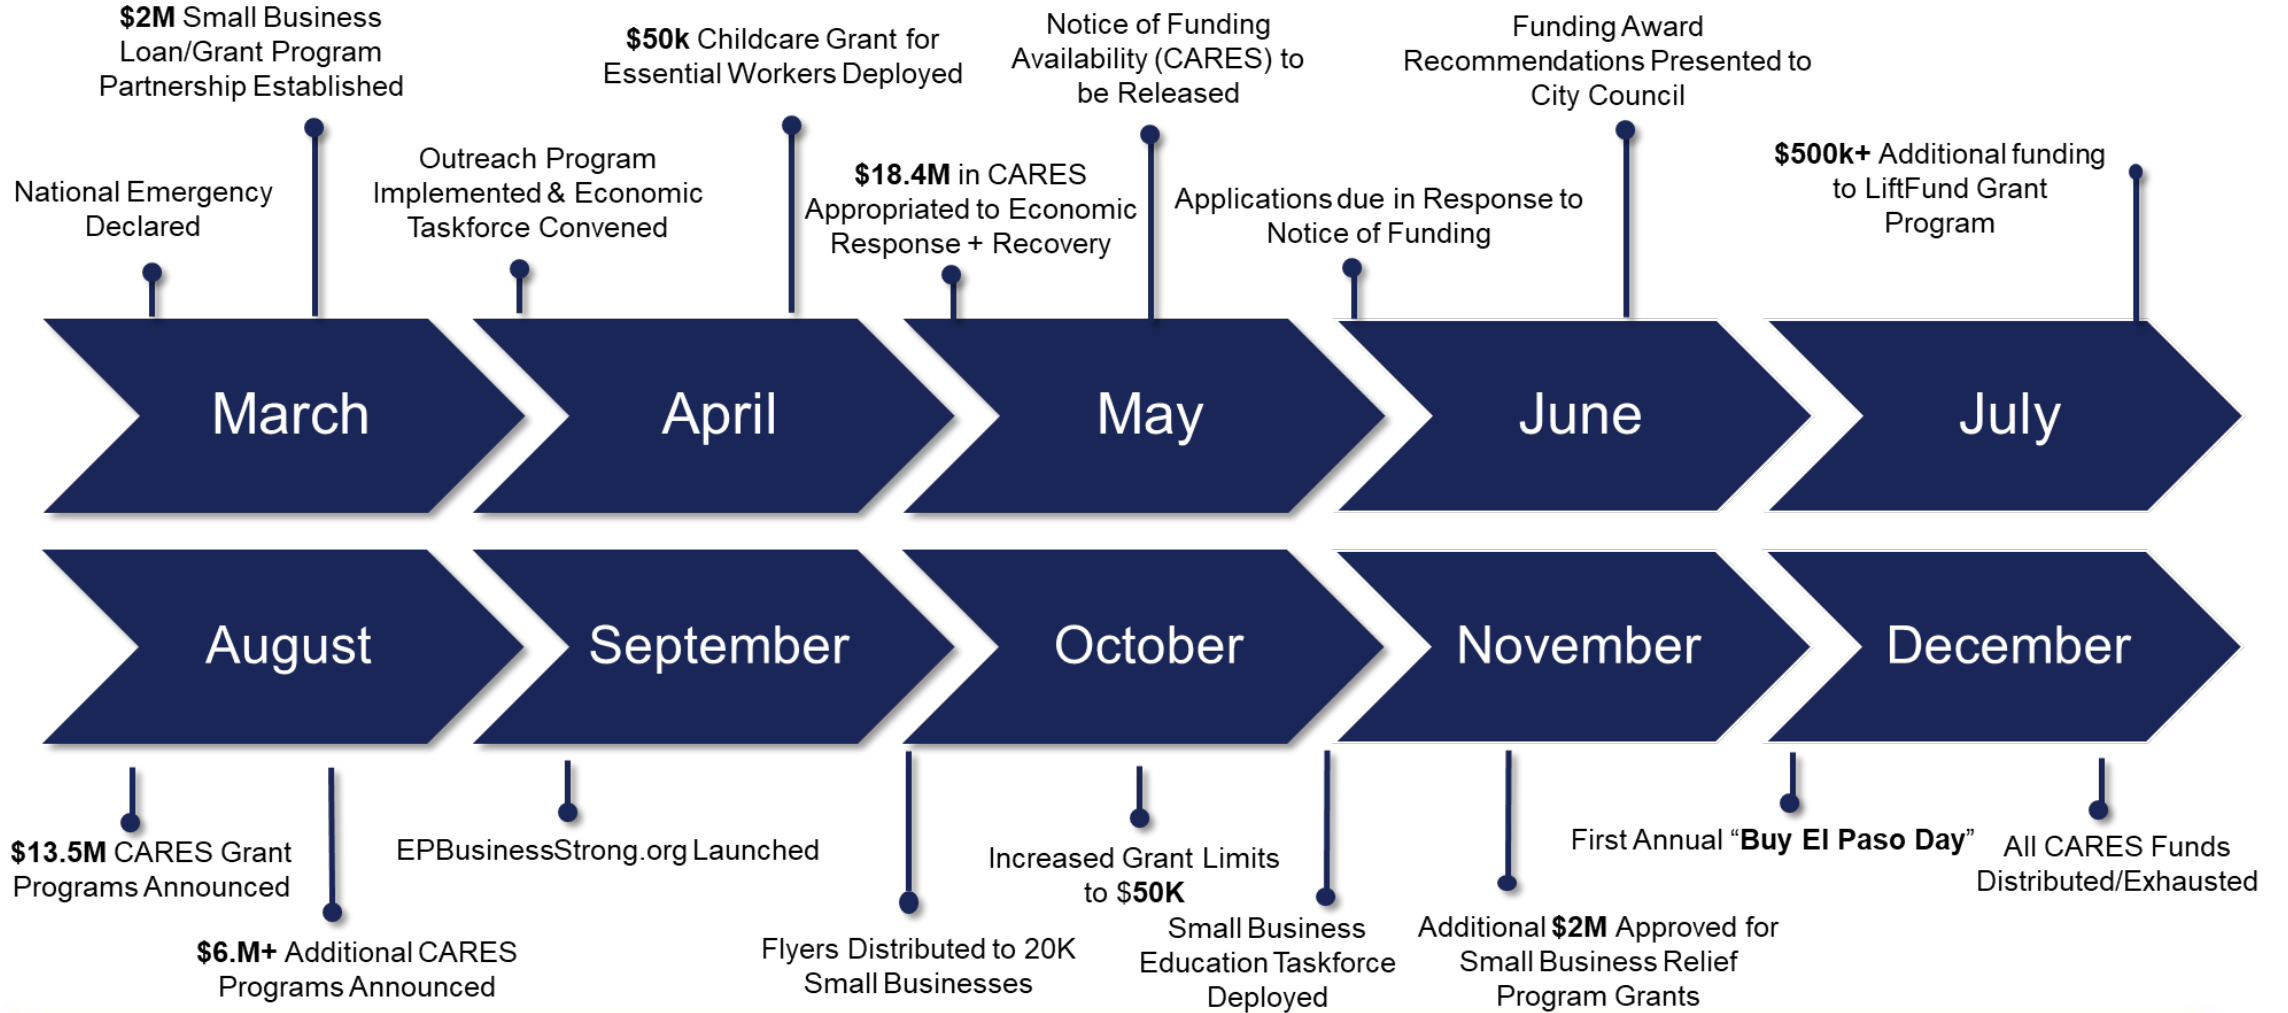 $2M Small Business
Loan/Grant Program
Partnership Established
$50k Childcare Grant for
Essential Workers Deployed
Notice of Funding
Availability (CARES) to
be Released
Funding Award
Recommendations Presented to
City Council
National Emergency
Declared
Outreach Program
Implemented & Economic
Taskforce Convened
$18.4M in CARES
Appropriated to Economic
Response + Recovery
Applications due in Response to
Notice of Funding
$500k+ Additional funding
to LiftFund Grant
Program
March
April
May
June
July
August
September
October
November
December
$13.5M CARES Grant
Programs Announced
$6.M+ Additional CARES
Programs Announced
EPBusinessStrong.org Launched
Flyers Distributed to 20K
Small Businesses
Increased Grant Limits
to $50K
Small Business
Education Taskforce
Deployed
Additional $2M Approved for
Small Business Relief
Program Grants
First Annual “Buy El Paso Day”
All CARES Funds
Distributed/Exhausted